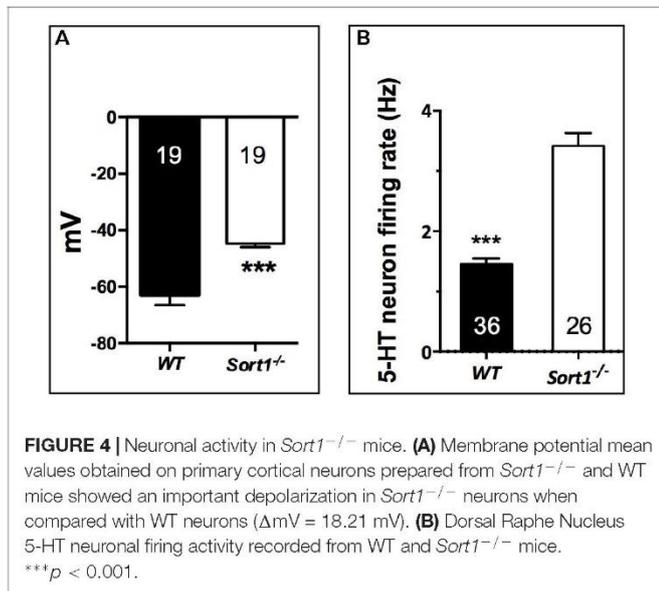 A
0
-20
-40
-60
-80
mV
19
19
***
WT
Sort1-/-
B
5-HT neuron firing rate (Hz)
4
2
0
***
36
26
WT
Sort1-/-
FIGURE 4 | Neuronal activity in Sort1−/− mice. (A) Membrane potential mean
values obtained on primary cortical neurons prepared from Sort1−/− and WT
mice showed an important depolarization in Sort1−/− neurons when
compared with WT neurons (ΔmV = 18.21 mV). (B) Dorsal Raphe Nucleus
5-HT neuronal firing activity recorded from WT and Sort1−/− mice.
***p < 0.001.